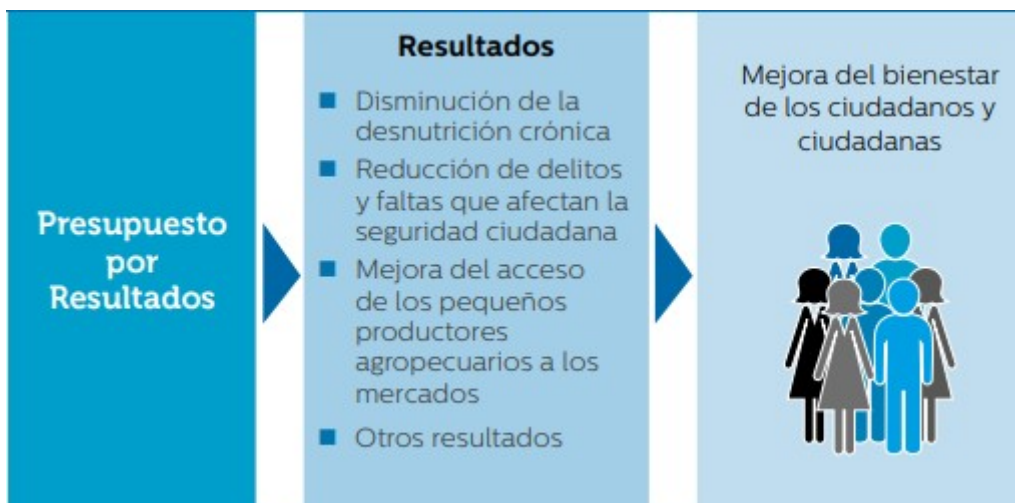 Presupuesto
por
Resultados
Resultados
Disminución de la
desnutrición crónica
Reducción de delitos
y faltas que afectan la
seguridad ciudadana
Mejora del acceso
de los pequeños
productores
agropecuarios a los
mercados
Otros resultados
Mejora del bienestar
de los ciudadanos y
ciudadanas